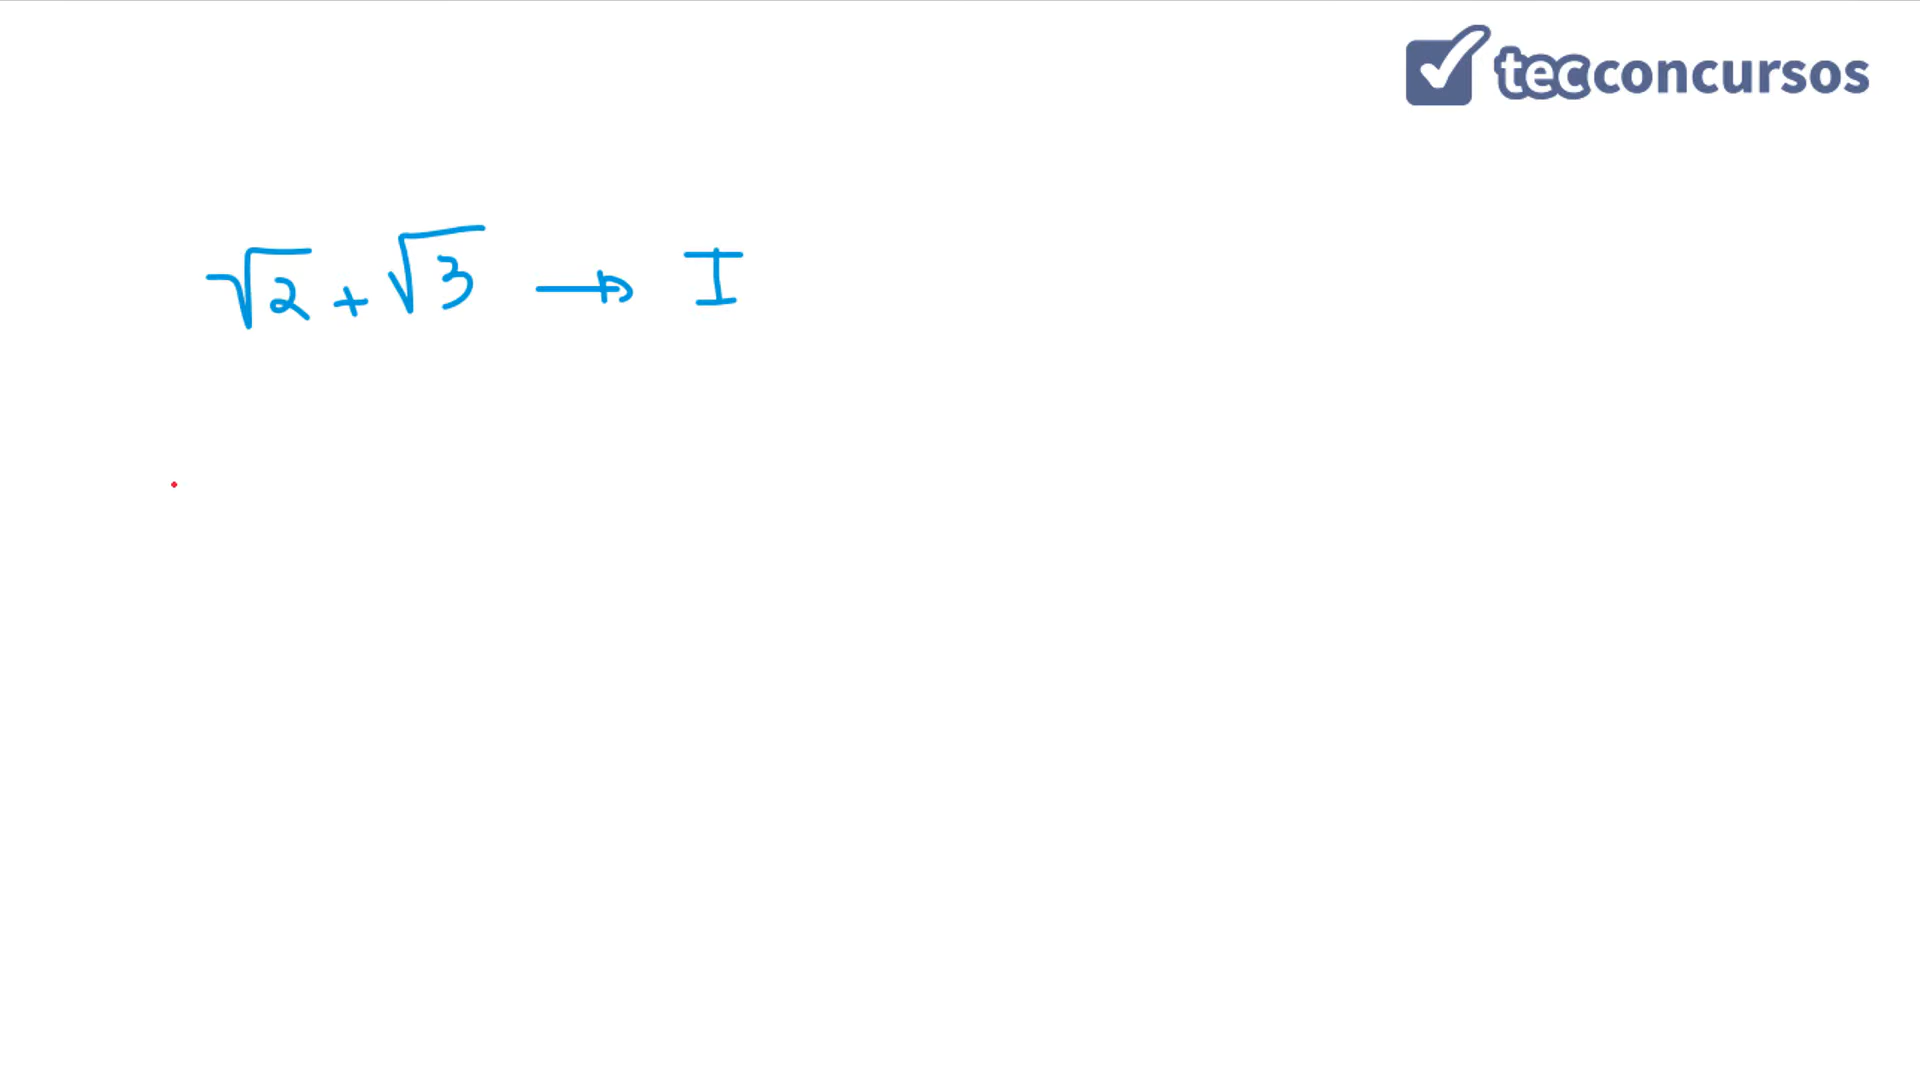 tecconcursos
√2 + √3 → I